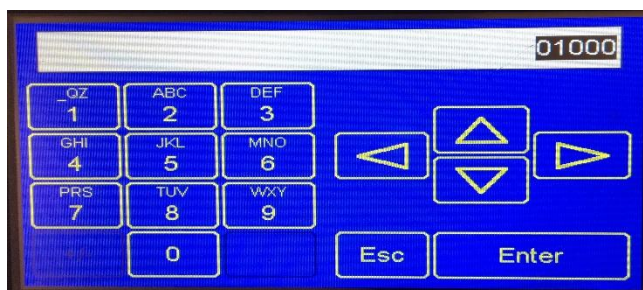 01000
_QZ ABC DEF
1 2 3
GHI JKL MNO
4 5 6
PRS TUV WXY
7 8 9
0 Esc Enter